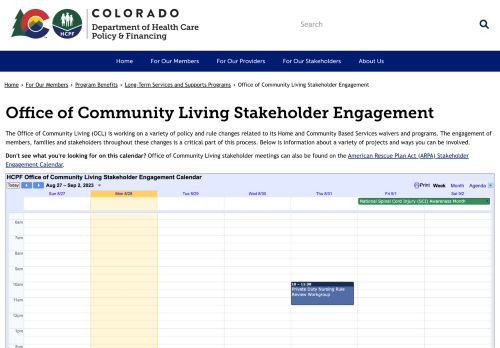 HCPF
COLORADO
Department of Health Care
Policy & Financing
Search
Home For Our Members For Our Providers For Our Stakeholders About Us
Home › For Our Members › Program Benefits › Long-Term Services and Supports Programs › Office of Community Living Stakeholder Engagement
Office of Community Living Stakeholder Engagement
The Office of Community Living (OCL) is working on a variety of policy and rule changes related to its Home and Community Based Services waivers and programs. The engagement of
members, families and stakeholders throughout these changes is a critical part of this process. Below is information about a variety of projects and ways you can be involved.
Don't see what you're looking for on this calendar? Office of Community Living stakeholder meetings can also be found on the American Rescue Plan Act (ARPA) Stakeholder
Engagement Calendar.
HCPF Office of Community Living Stakeholder Engagement Calendar
Today Aug 27 – Sep 2, 2023 Print Week Month Agenda
Sun 8/27 Mon 8/28 Tue 8/29 Wed 8/30 Thu 8/31 Fri 9/1 Sat 9/2
National Spinal Cord Injury (SCI) Awareness Month
6am
7am
8am
9am
10am
10 – 11:30
Private Duty Nursing Rule
Review Workgroup
11am
12pm
1pm